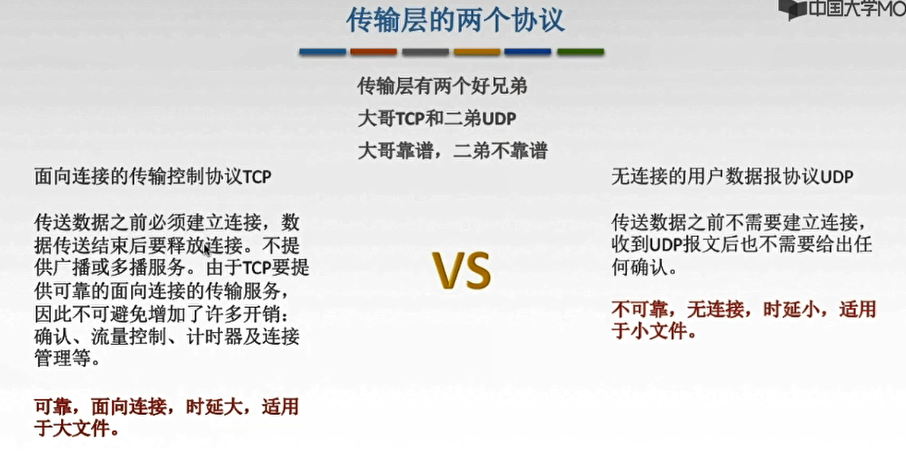 中国大学MO
传输层的两个协议
传输层有两个好兄弟
大哥TCP和二弟UDP
大哥靠谱，二弟不靠谱
面向连接的传输控制协议TCP
传送数据之前必须建立连接，数
据传送结束后要释放连接。不提
供广播或多播服务。由于TCP要提
供可靠的面向连接的传输服务，
因此不可避免增加了许多开销：
确认、流量控制、计时器及连接
管理等。
可靠，面向连接，时延大，适用
于大文件。
VS
无连接的用户数据报协议UDP
传送数据之前不需要建立连接，
收到UDP报文后也不需要给出任
何确认。
不可靠，无连接，时延小，适用
于小文件。